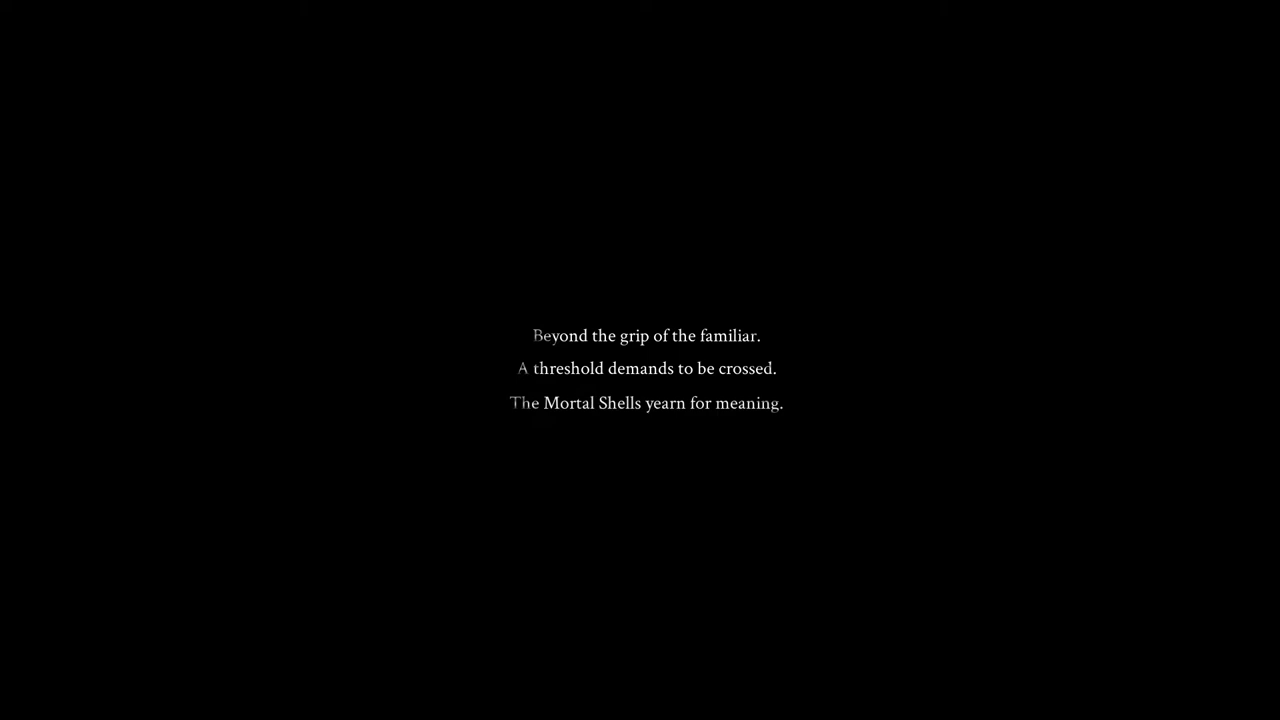 Beyond the grip of the familiar.
A threshold demands to be crossed.
The Mortal Shells yearn for meaning.